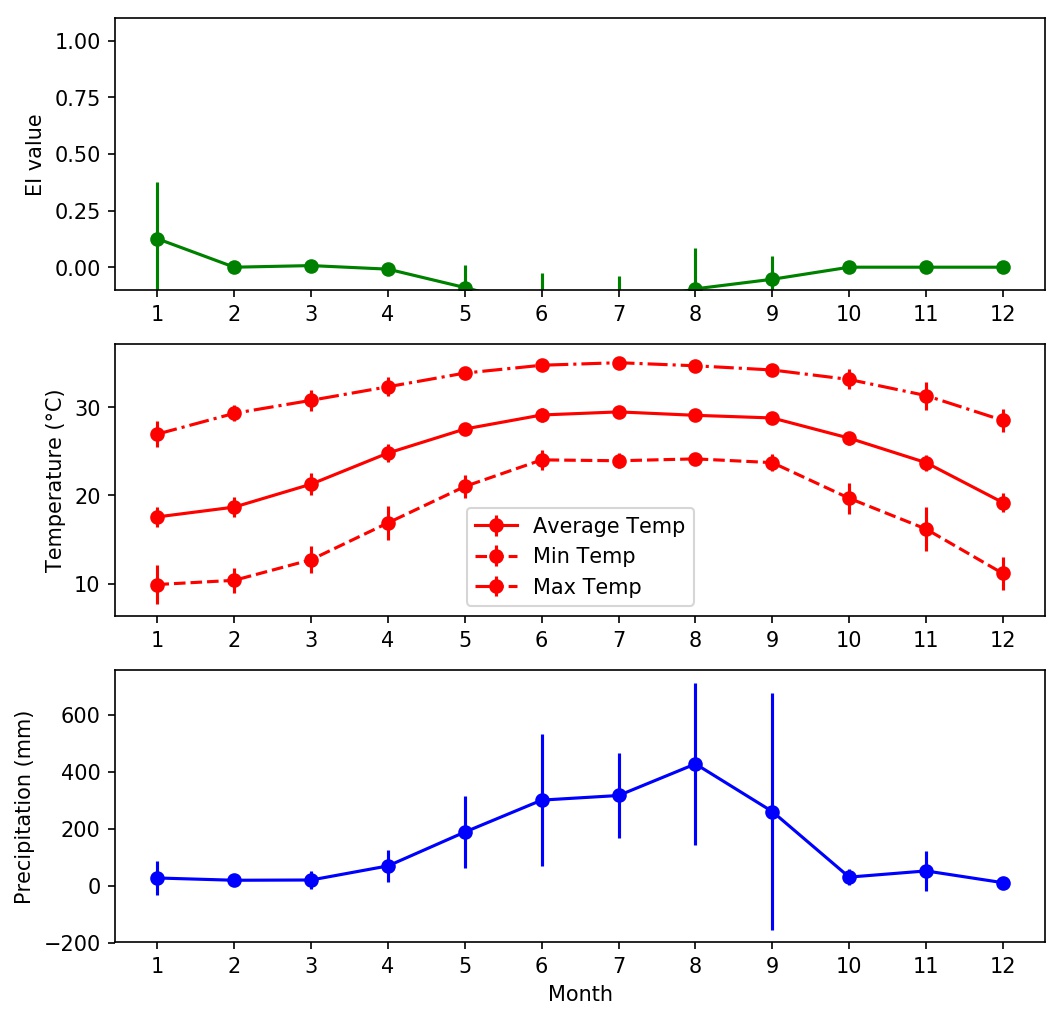 EI value
1.00
0.75
0.50
0.25
0.00
1 2 3 4 5 6 7 8 9 10 11 12
Temperature (°C)
30
20
10
Average Temp
Min Temp
Max Temp
1 2 3 4 5 6 7 8 9 10 11 12
Precipitation (mm)
600
400
200
0
−200
1 2 3 4 5 6 7 8 9 10 11 12
Month